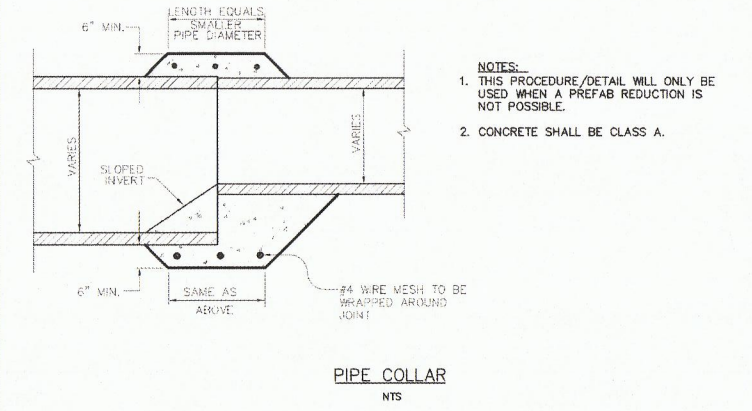 LENGTH EQUALS
SMALLER
PIPE DIAMETER
6" MIN.
VARIES
VARIES
SLOPED
INVERT
6" MIN.
SAME AS
ABOVE
#4 WIRE MESH TO BE
WRAPPED AROUND
JOINT
NOTES:
1. THIS PROCEDURE/DETAIL WILL ONLY BE
USED WHEN A PREFAB REDUCTION IS
NOT POSSIBLE.
2. CONCRETE SHALL BE CLASS A.
PIPE COLLAR
NTS